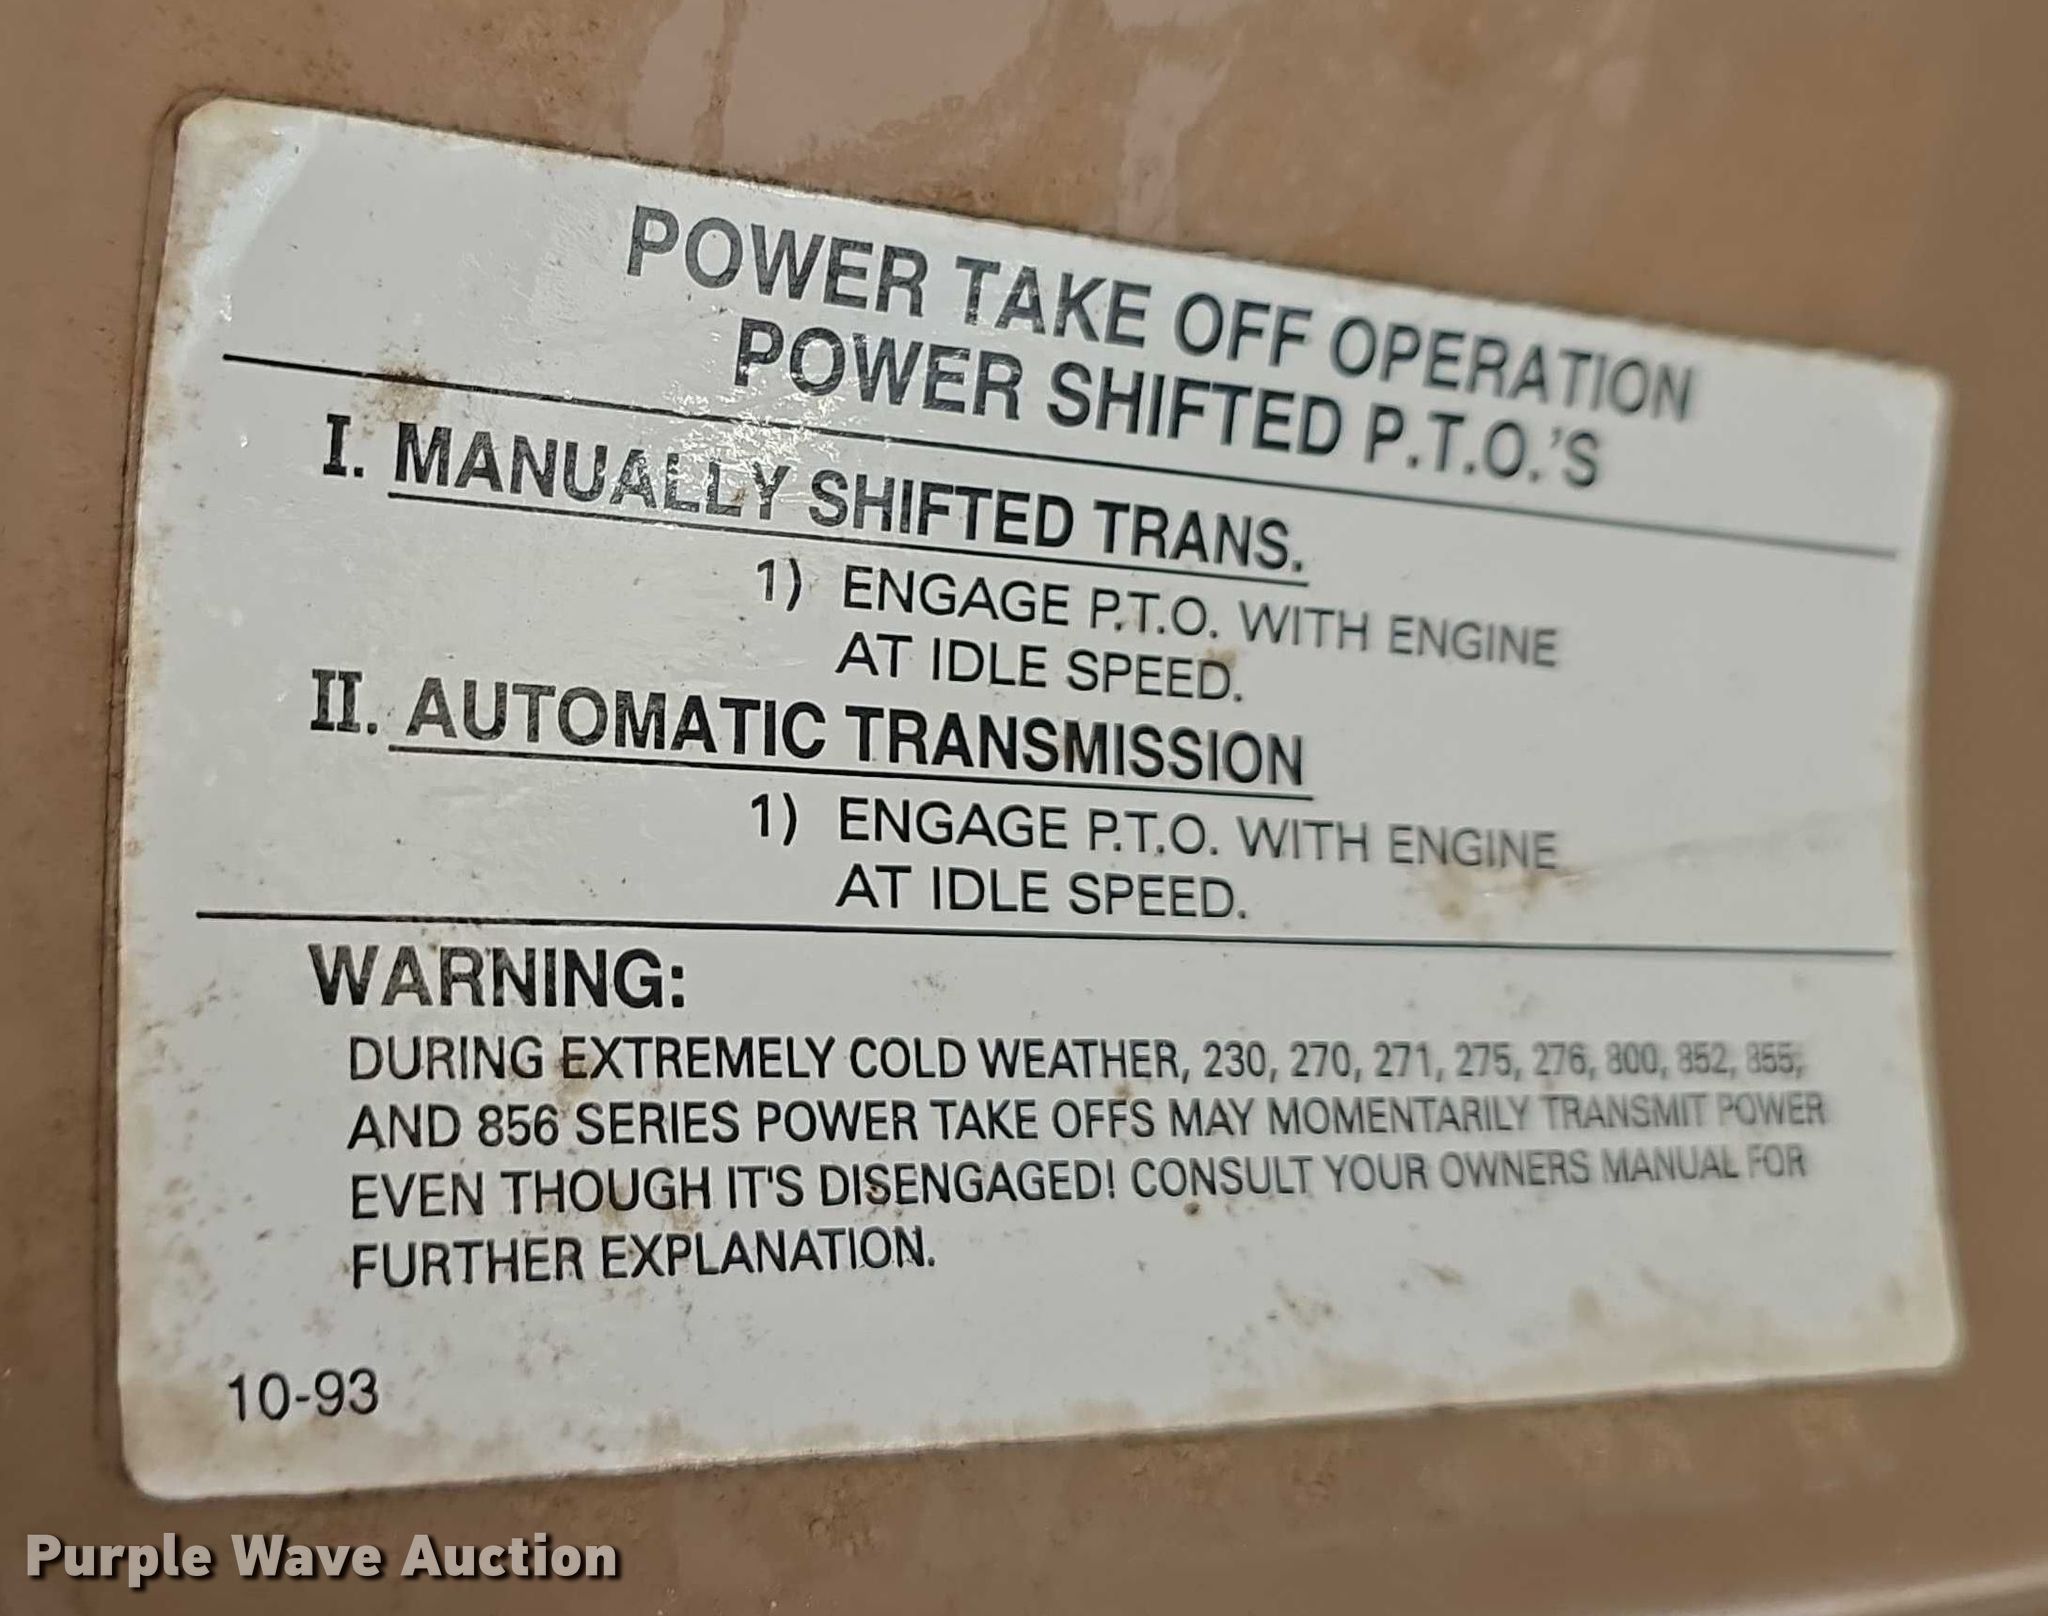 POWER TAKE OFF OPERATION
POWER SHIFTED P.T.O.'S
I. MANUALLY SHIFTED TRANS.
1) ENGAGE P.T.O. WITH ENGINE
AT IDLE SPEED.
II. AUTOMATIC TRANSMISSION
1) ENGAGE P.T.O. WITH ENGINE
AT IDLE SPEED.
WARNING:
DURING EXTREMELY COLD WEATHER, 230, 270, 271, 275, 276, 800, 852, 855,
AND 856 SERIES POWER TAKE OFFS MAY MOMENTARILY TRANSMIT POWER
EVEN THOUGH IT'S DISENGAGED! CONSULT YOUR OWNERS MANUAL FOR
FURTHER EXPLANATION.
10-93
Purple Wave Auction